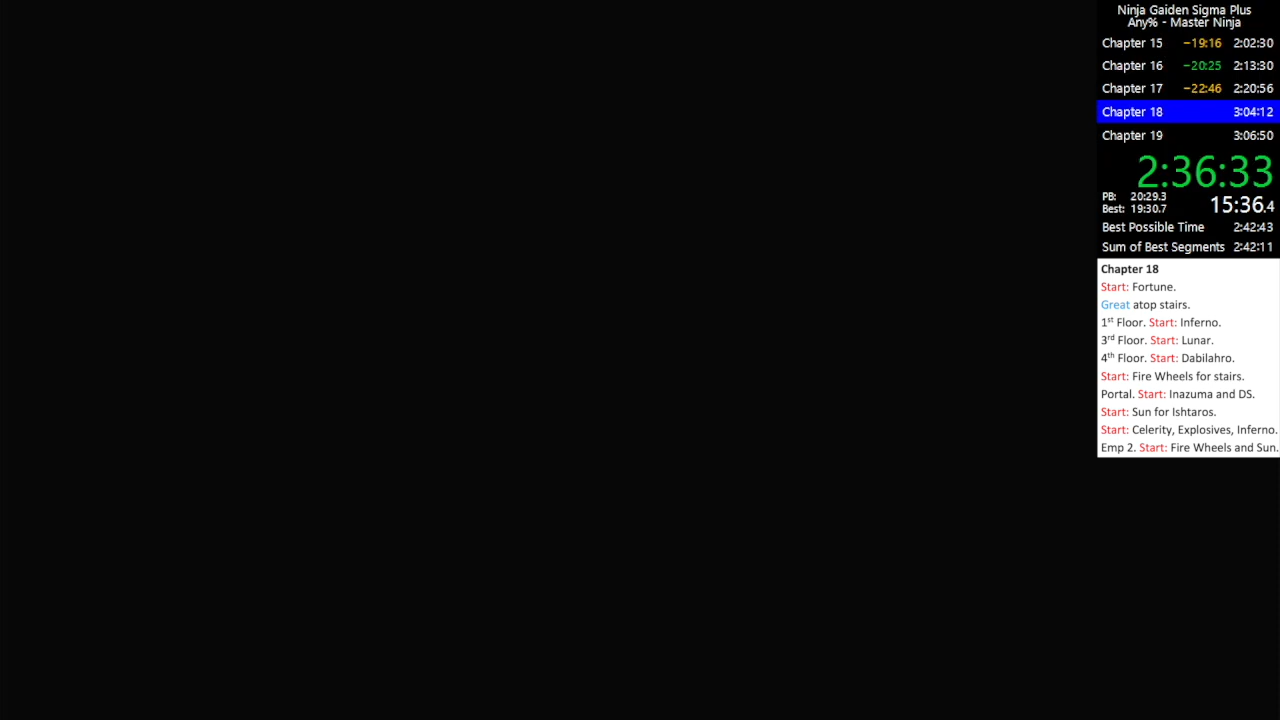 Ninja Gaiden Sigma Plus
Any% - Master Ninja
Chapter 15 −19:16 2:02:30
Chapter 16 −20:25 2:13:30
Chapter 17 −22:46 2:20:56
Chapter 18 3:04:12
Chapter 19 3:06:50
2:36:33
PB: 20:29.3
Best: 19:30.7 15:36.4
Best Possible Time 2:42:43
Sum of Best Segments 2:42:11
Chapter 18
Start: Fortune.
Great atop stairs.
1st Floor. Start: Inferno.
3rd Floor. Start: Lunar.
4th Floor. Start: Dabilahro.
Start: Fire Wheels for stairs.
Portal. Start: Inazuma and DS.
Start: Sun for Ishtaros.
Start: Celerity, Explosives, Inferno.
Emp 2. Start: Fire Wheels and Sun.